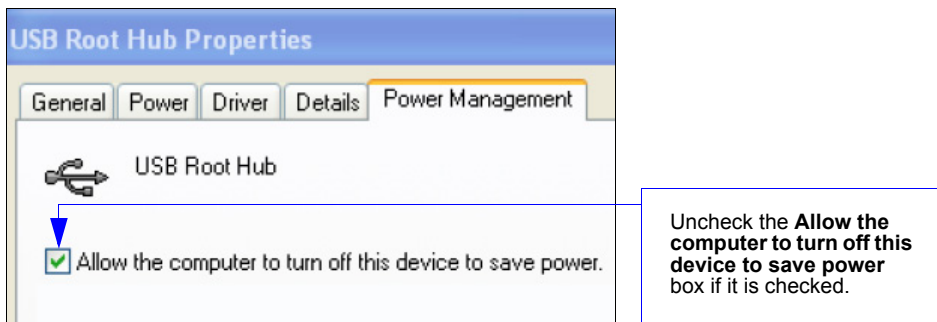 USB Root Hub Properties
General Power Driver Details Power Management
USB Root Hub
Allow the computer to turn off this device to save power.
Uncheck the Allow the
computer to turn off this
device to save power
box if it is checked.